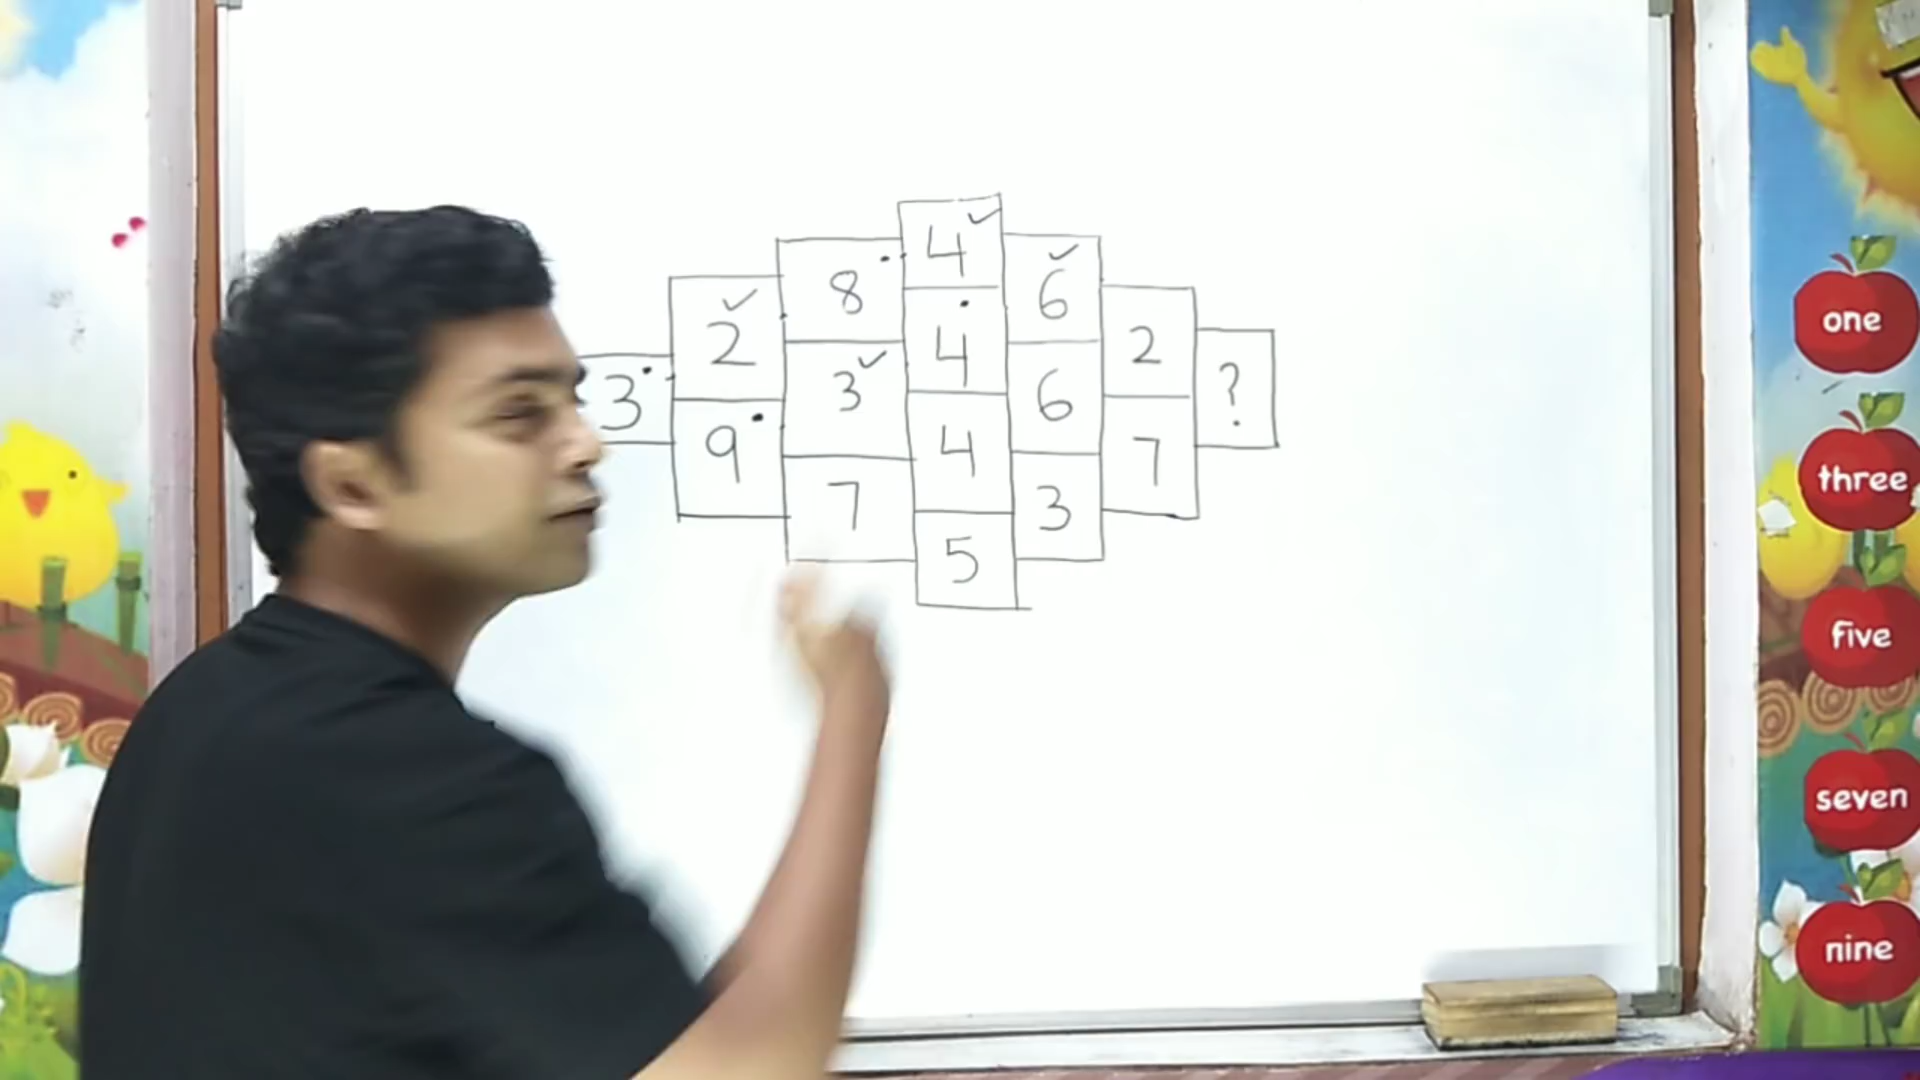 4
8 6
2 4 2
3 3 6 ?
9 4 7
7 3
5
one
three
five
seven
nine